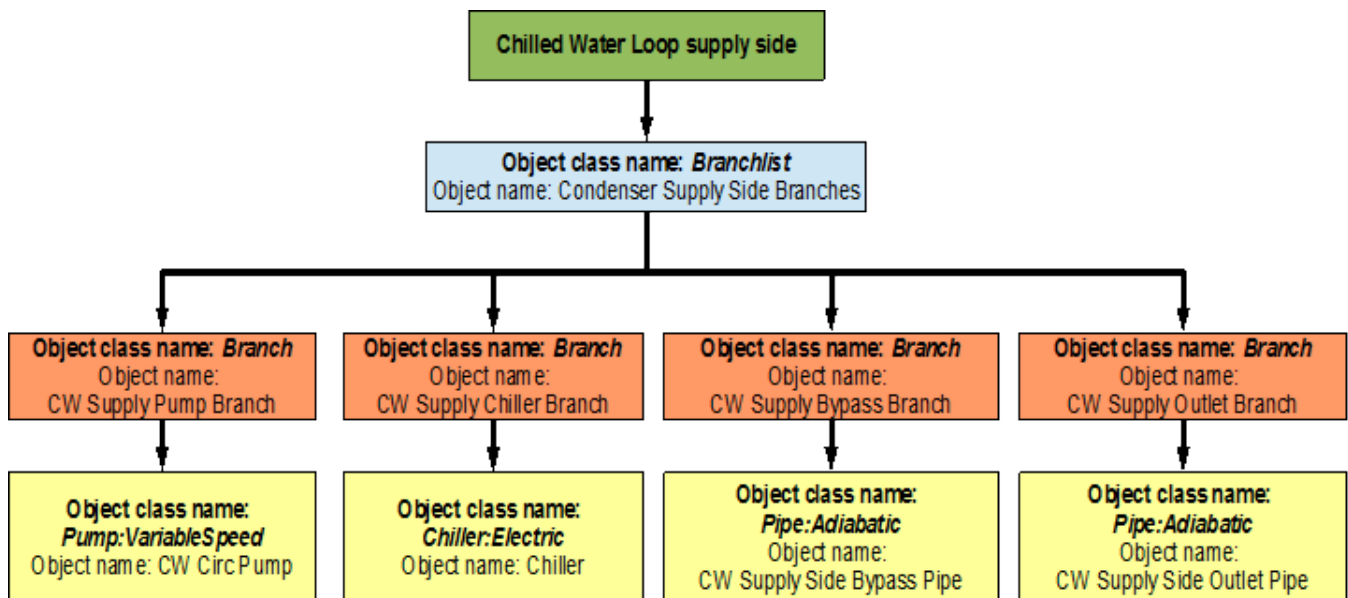 Chilled Water Loop supply side
Object class name: Branchlist
Object name: Condenser Supply Side Branches
Object class name: Branch
Object name:
CW Supply Pump Branch
Object class name: Branch
Object name:
CW Supply Chiller Branch
Object class name: Branch
Object name:
CW Supply Bypass Branch
Object class name: Branch
Object name:
CW Supply Outlet Branch
Object class name:
Pump:VariableSpeed
Object name: CW Circ Pump
Object class name:
Chiller:Electric
Object name: Chiller
Object class name:
Pipe:Adiabatic
Object name:
CW Supply Side Bypass Pipe
Object class name:
Pipe:Adiabatic
Object name:
CW Supply Side Outlet Pipe